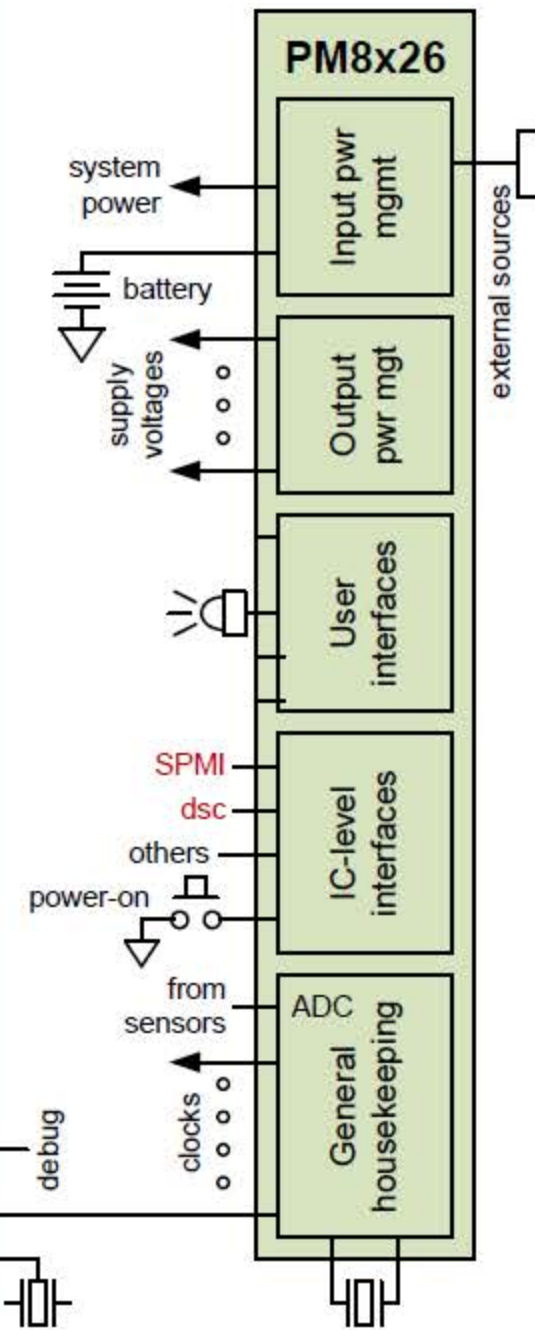 PM8x26
Input pwr
mgmt
system
power
battery
external sources
Output
pwr mgt
supply
voltages
User
interfaces
IC-level
interfaces
SPMI
dsc
others
power-on
from
sensors
ADC
General
housekeeping
clocks
debug